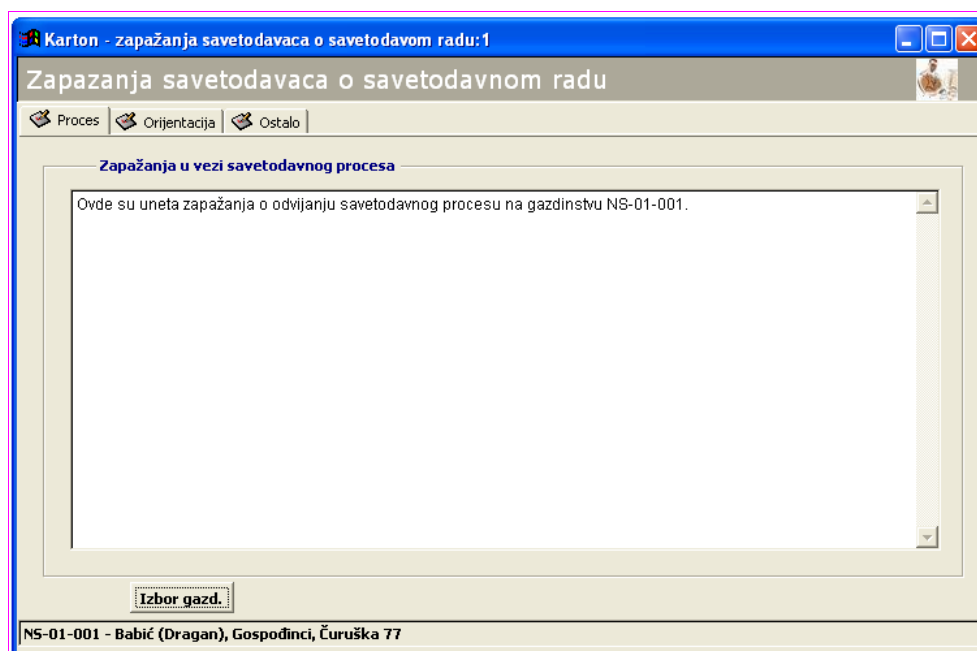 Karton - zapažanja savetodavaca o savetodavom radu:1
Zapazanja savetodavaca o savetodavnom radu
Proces Orijentacija Ostalo
Zapažanja u vezi savetodavnog procesa
Ovde su uneta zapažanja o odvijanju savetodavnog procesu na gazdinstvu NS-01-001.
Izbor gazd.
NS-01-001 - Babić (Dragan), Gospođinci, Čuruška 77